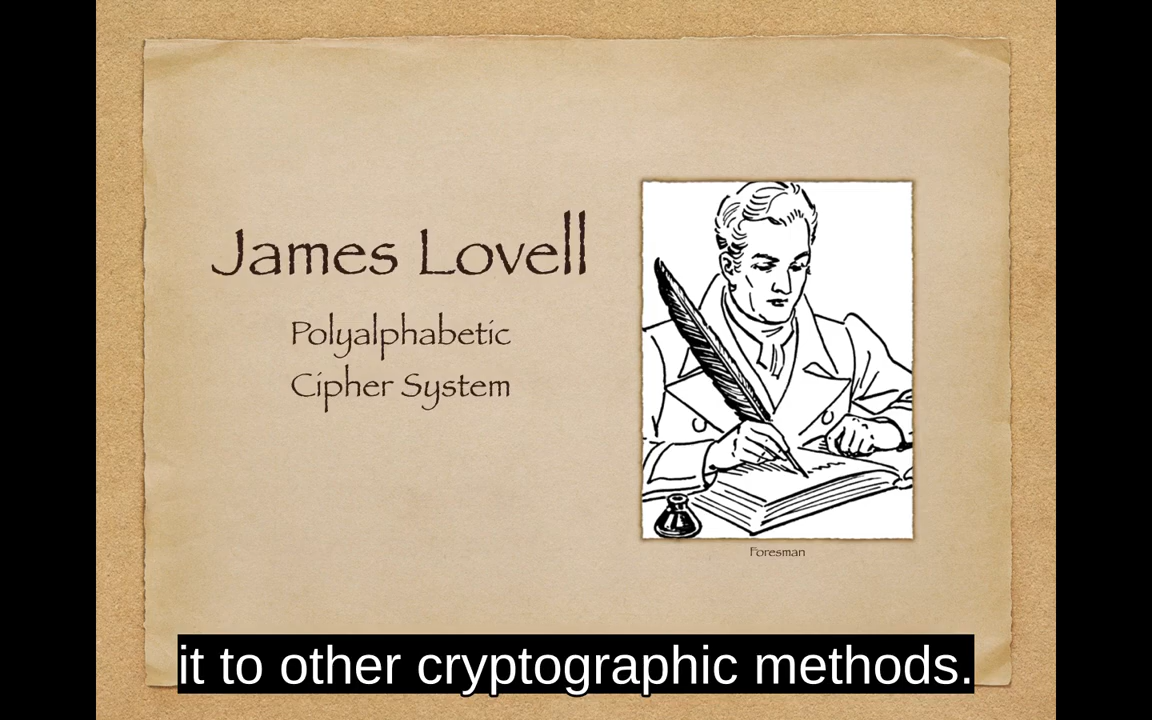 James Lovell
Polyalphabetic
Cipher System
Foresman
it to other cryptographic methods.